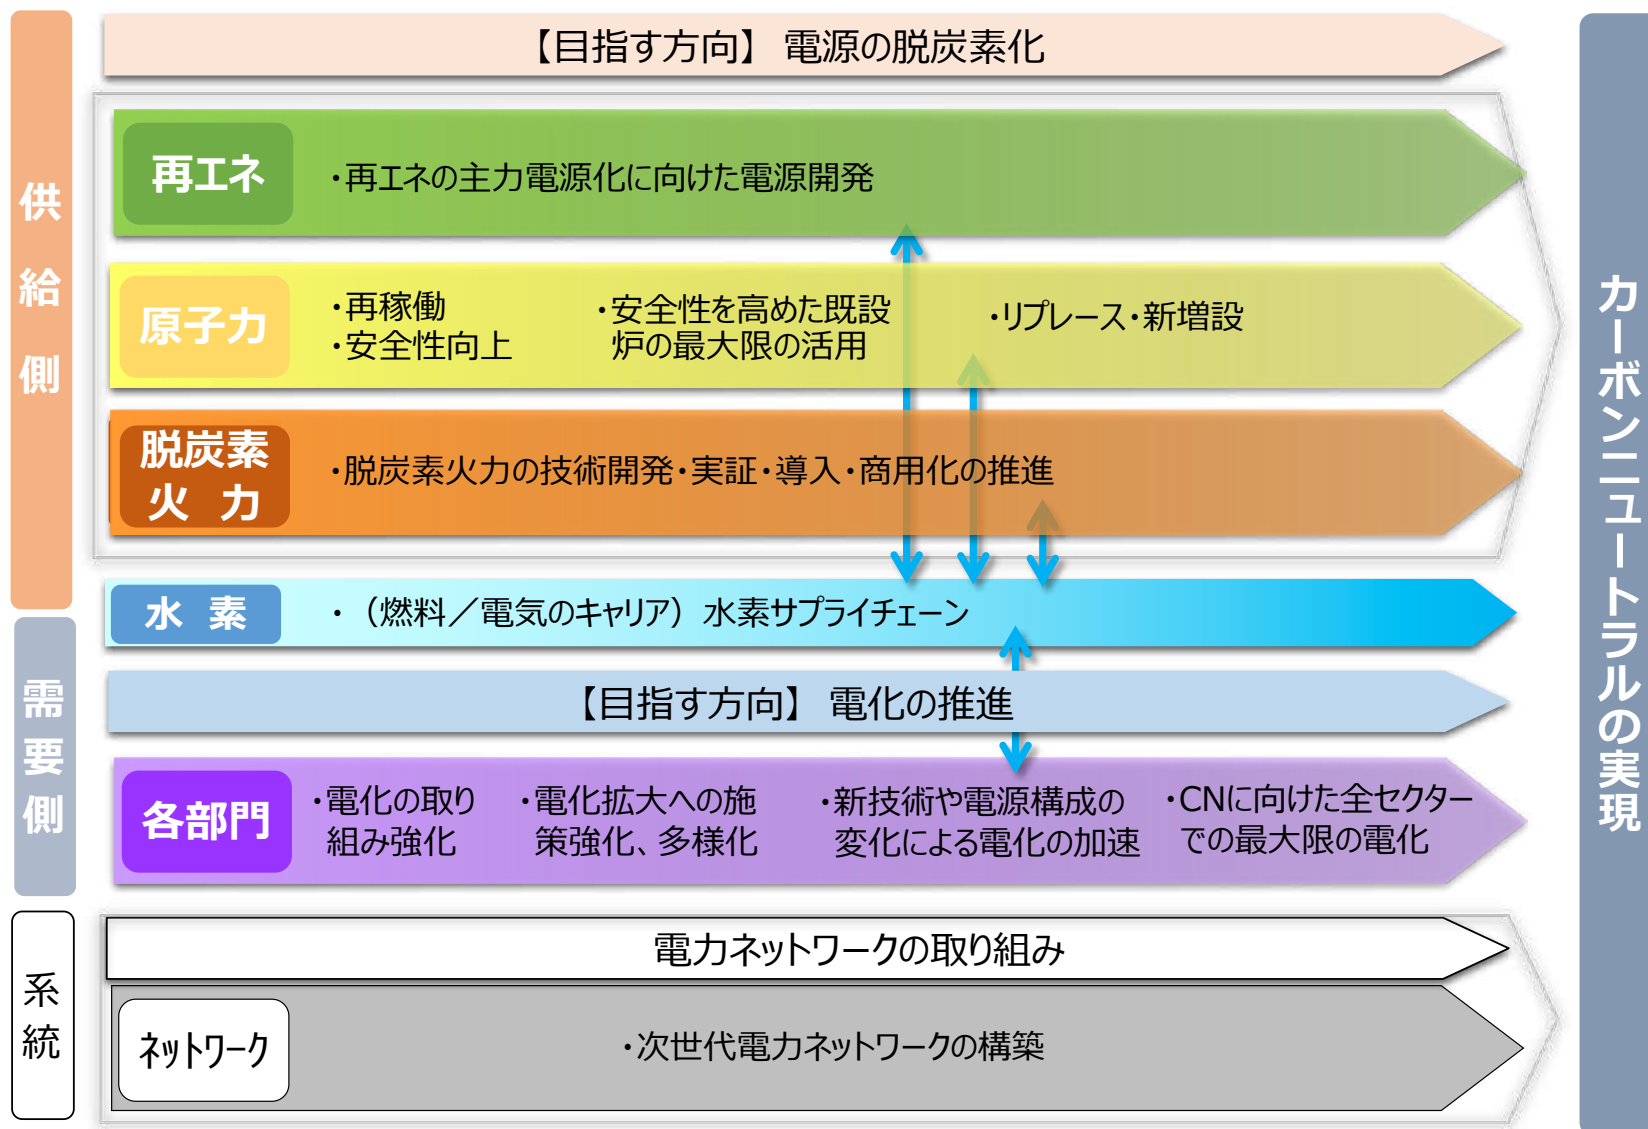 【目指す方向】 電源の脱炭素化
供給側
再エネ
・再エネの主力電源化に向けた電源開発
原子力
・再稼働
・安全性向上
・安全性を高めた既設
炉の最大限の活用
・リプレース・新増設
脱炭素
火 力
・脱炭素火力の技術開発・実証・導入・商用化の推進
水 素
・（燃料／電気のキャリア）水素サプライチェーン
需要側
【目指す方向】 電化の推進
各部門
・電化の取り
組み強化
・電化拡大への施
策強化、多様化
・新技術や電源構成の
変化による電化の加速
・CNに向けた全セクター
での最大限の電化
系統
電力ネットワークの取り組み
ネットワーク
・次世代電力ネットワークの構築
カーボンニュートラルの実現